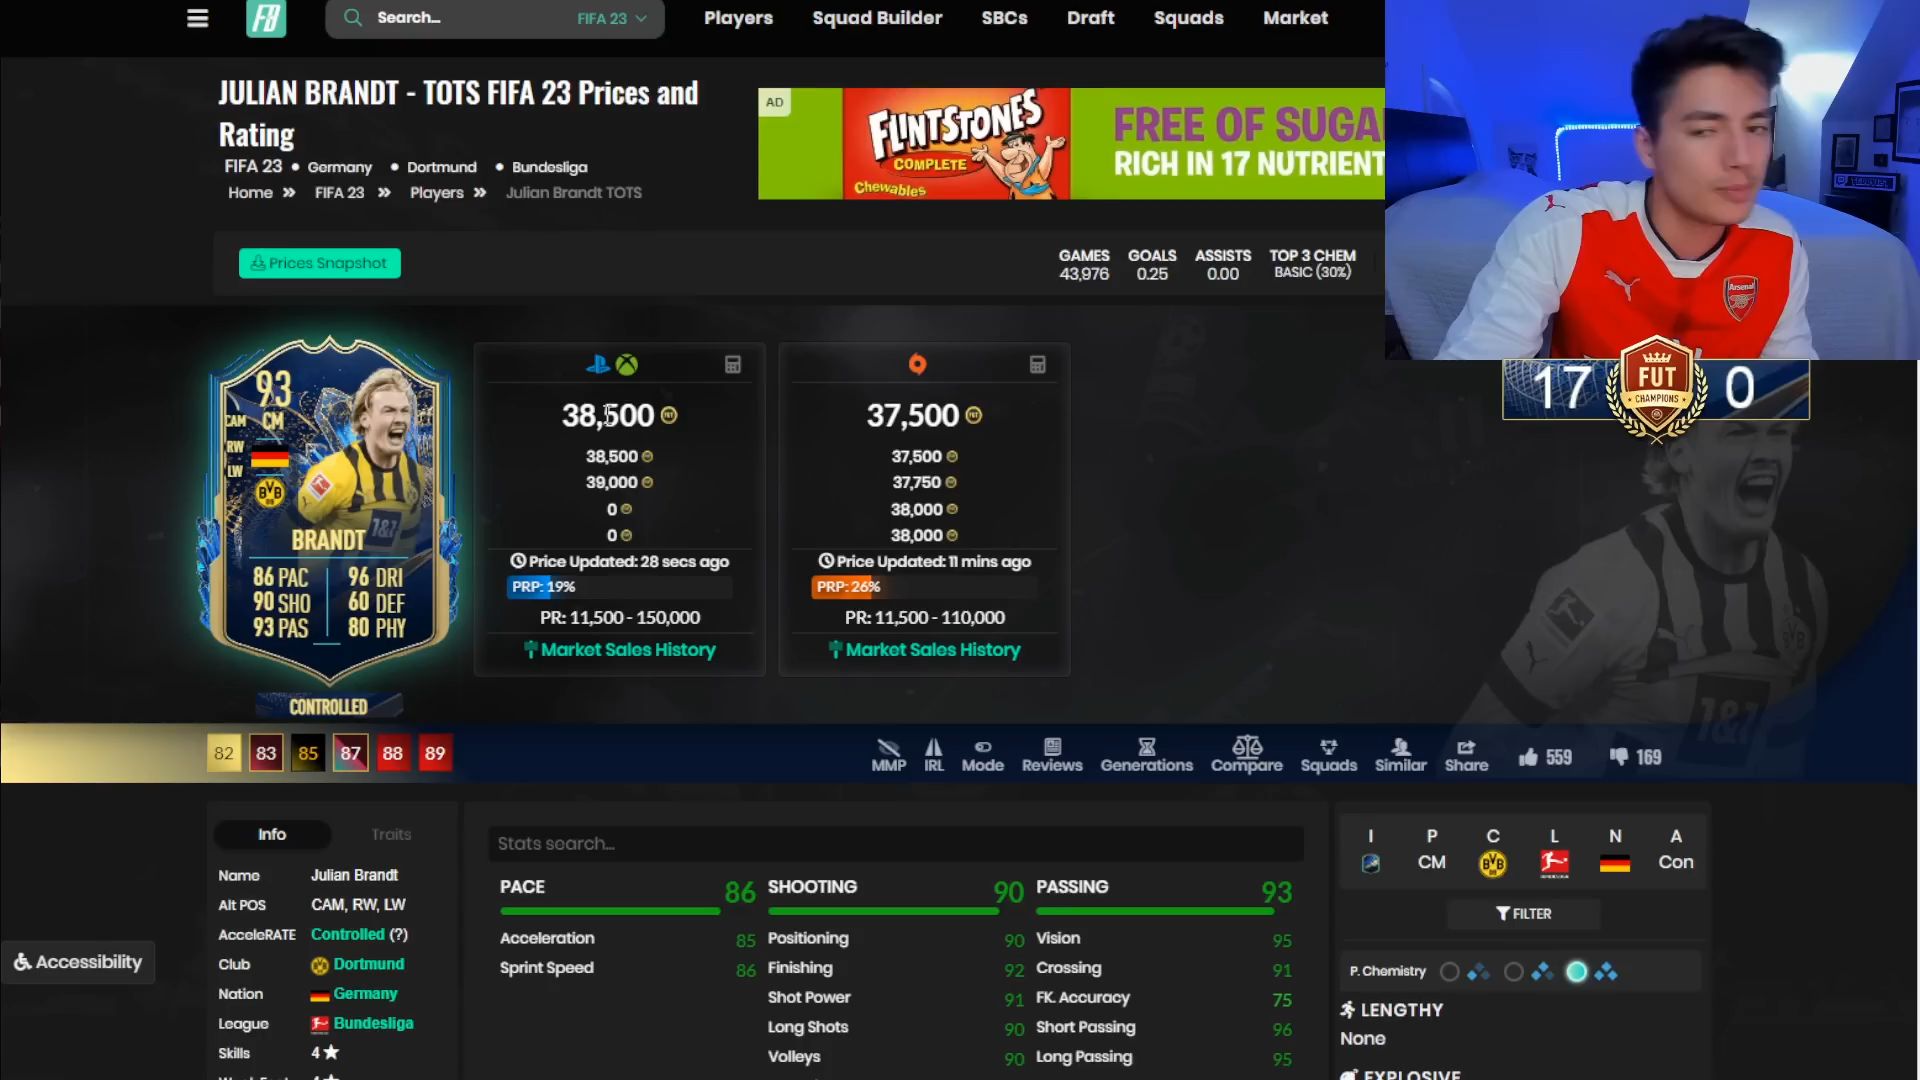 Search...
FIFA 23
Players
Squad Builder
SBCs
Draft
Squads
Market
JULIAN BRANDT - TOTS FIFA 23 Prices and
Rating
FIFA 23 • Germany • Dortmund • Bundesliga
Home » FIFA 23 » Players » Julian Brandt TOTS
AD
FLINTSTONES
COMPLETE
Chewables
FREE OF SUGA
RICH IN 17 NUTRIENT
Prices Snapshot
GAMES
43,976
GOALS
0.25
ASSISTS
0.00
TOP 3 CHEM
BASIC (30%)
Arsenal
17
FUT
CHAMPIONS
0
93
CM
CAM
RW
LW
BVB
09
1&1
BRANDT
86 PAC
90 SHO
93 PAS
96 DRI
60 DEF
80 PHY
CONTROLLED
38,500
38,500
39,000
0
0
Price Updated: 28 secs ago
PRP: 19%
PR: 11,500 - 150,000
Market Sales History
37,500
37,500
37,750
38,000
38,000
Price Updated: 11 mins ago
PRP: 26%
PR: 11,500 - 110,000
Market Sales History
1&1
82 83 85 87 88 89
MMP
IRL
Mode
Reviews
Generations
Compare
Squads
Similar
Share
559
169
Info
Traits
Name Julian Brandt
Alt POS CAM, RW, LW
AcceleRATE Controlled (?)
Club Dortmund
Nation Germany
League Bundesliga
Skills 4
Stats search...
PACE 86
Acceleration 85
Sprint Speed 86
SHOOTING 90
Positioning 90
Finishing 92
Shot Power 91
Long Shots 90
Volleys 90
PASSING 93
Vision 95
Crossing 91
FK. Accuracy 75
Short Passing 96
Long Passing 95
I P C L N A
CM
BVB
Con
FILTER
P. Chemistry
LENGTHY
None
EXPLOSIVE
Accessibility